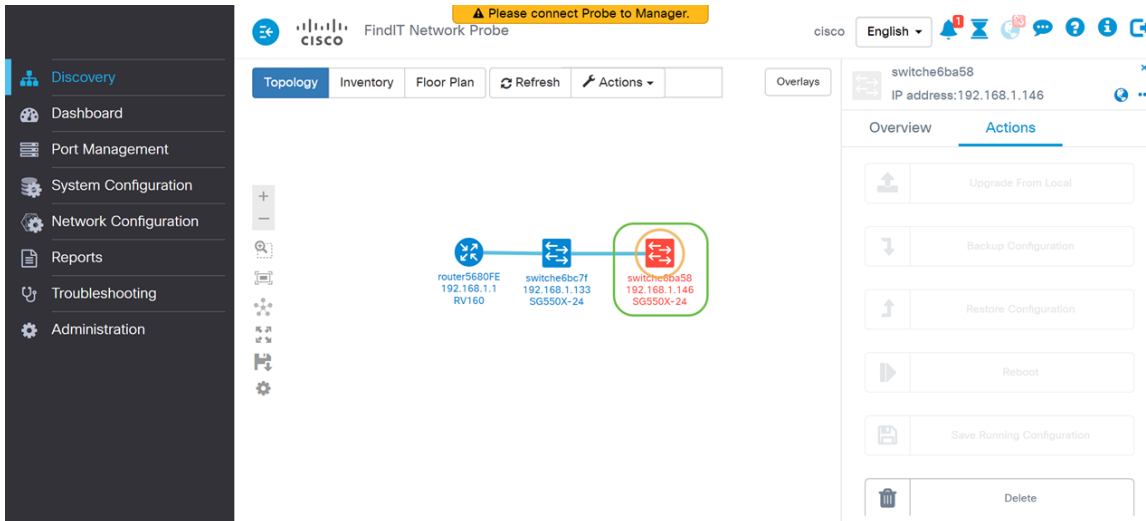 Please connect Probe to Manager.
CISCO FindIT Network Probe cisco English 1
Discovery
Dashboard
Port Management
System Configuration
Network Configuration
Reports
Troubleshooting
Administration
Topology Inventory Floor Plan Refresh Actions Overlays
router5680FE
192.168.1.1
RV160
switche6bc7f
192.168.1.133
SG550X-24
switche6ba58
192.168.1.146
SG550X-24
switche6ba58
IP address:192.168.1.146
Overview Actions
Upgrade From Local
Backup Configuration
Restore Configuration
Reboot
Save Running Configuration
Delete